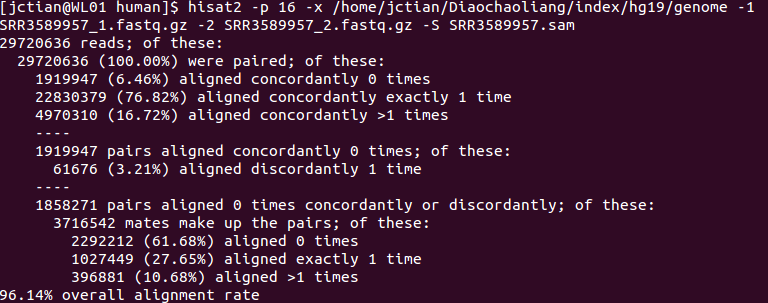 [jctian@WL01 human]$ hisat2 -p 16 -x /home/jctian/Diaochaoliang/index/hg19/genome -1
SRR3589957_1.fastq.gz -2 SRR3589957_2.fastq.gz -S SRR3589957.sam
29720636 reads; of these:
  29720636 (100.00%) were paired; of these:
    1919947 (6.46%) aligned concordantly 0 times
    22830379 (76.82%) aligned concordantly exactly 1 time
    4970310 (16.72%) aligned concordantly >1 times
    ----
    1919947 pairs aligned concordantly 0 times; of these:
      61676 (3.21%) aligned discordantly 1 time
    ----
    1858271 pairs aligned 0 times concordantly or discordantly; of these:
      3716542 mates make up the pairs; of these:
        2292212 (61.68%) aligned 0 times
        1027449 (27.65%) aligned exactly 1 time
        396881 (10.68%) aligned >1 times
96.14% overall alignment rate